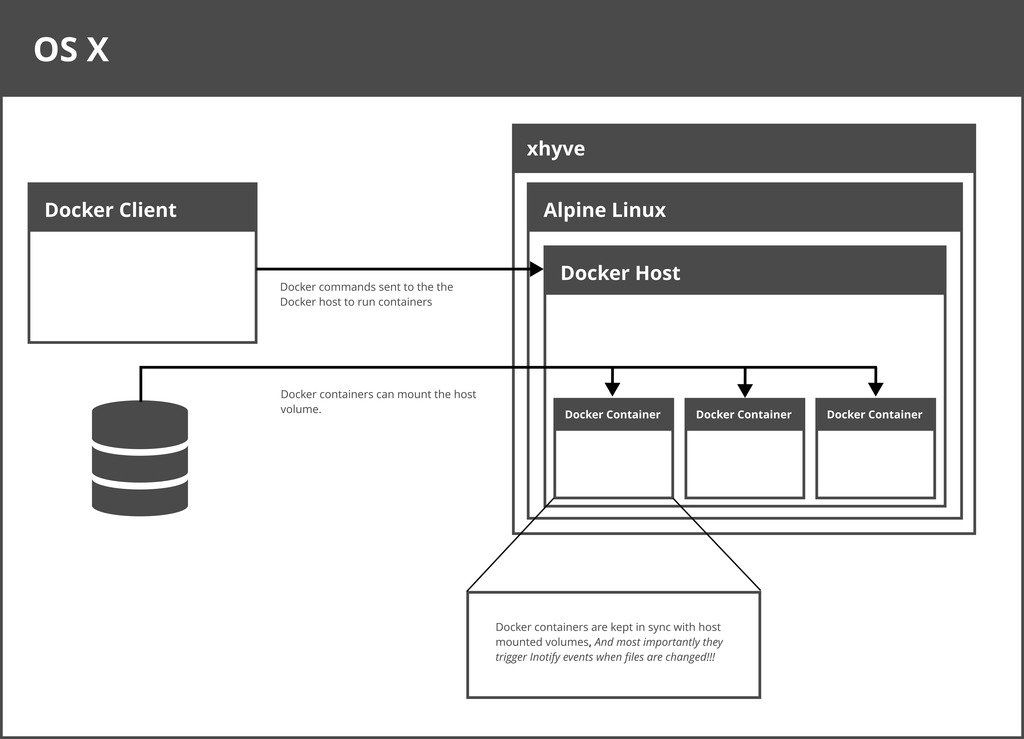 OS X
xhyve
Docker Client
Alpine Linux
Docker Host
Docker commands sent to the the
Docker host to run containers
Docker containers can mount the host
volume.
Docker Container
Docker Container
Docker Container
Docker containers are kept in sync with host
mounted volumes, And most importantly they
trigger Inotify events when files are changed!!!